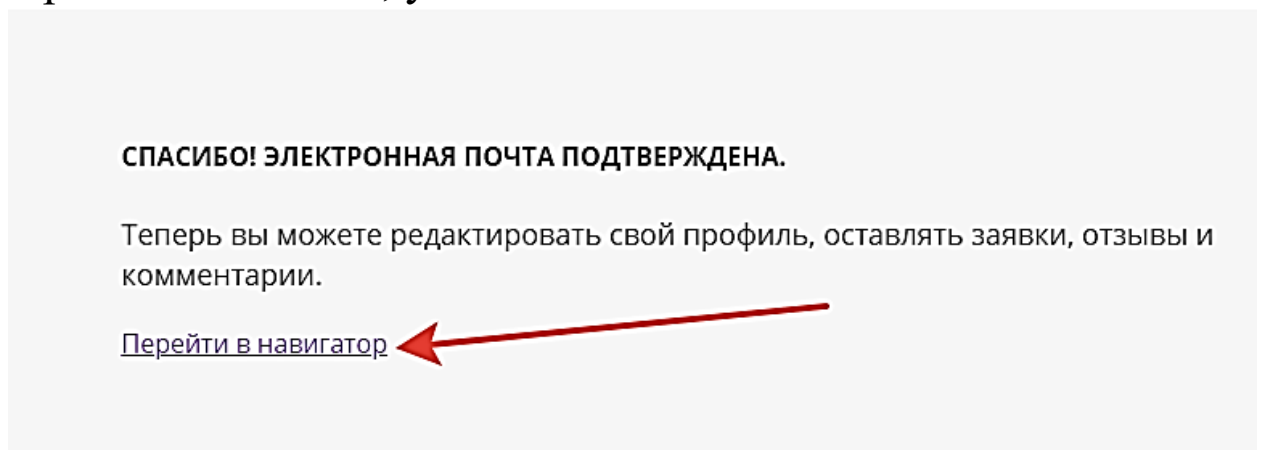 СПАСИБО! ЭЛЕКТРОННАЯ ПОЧТА ПОДТВЕРЖДЕНА.
Теперь вы можете редактировать свой профиль, оставлять заявки, отзывы и
комментарии.
Перейти в навигатор